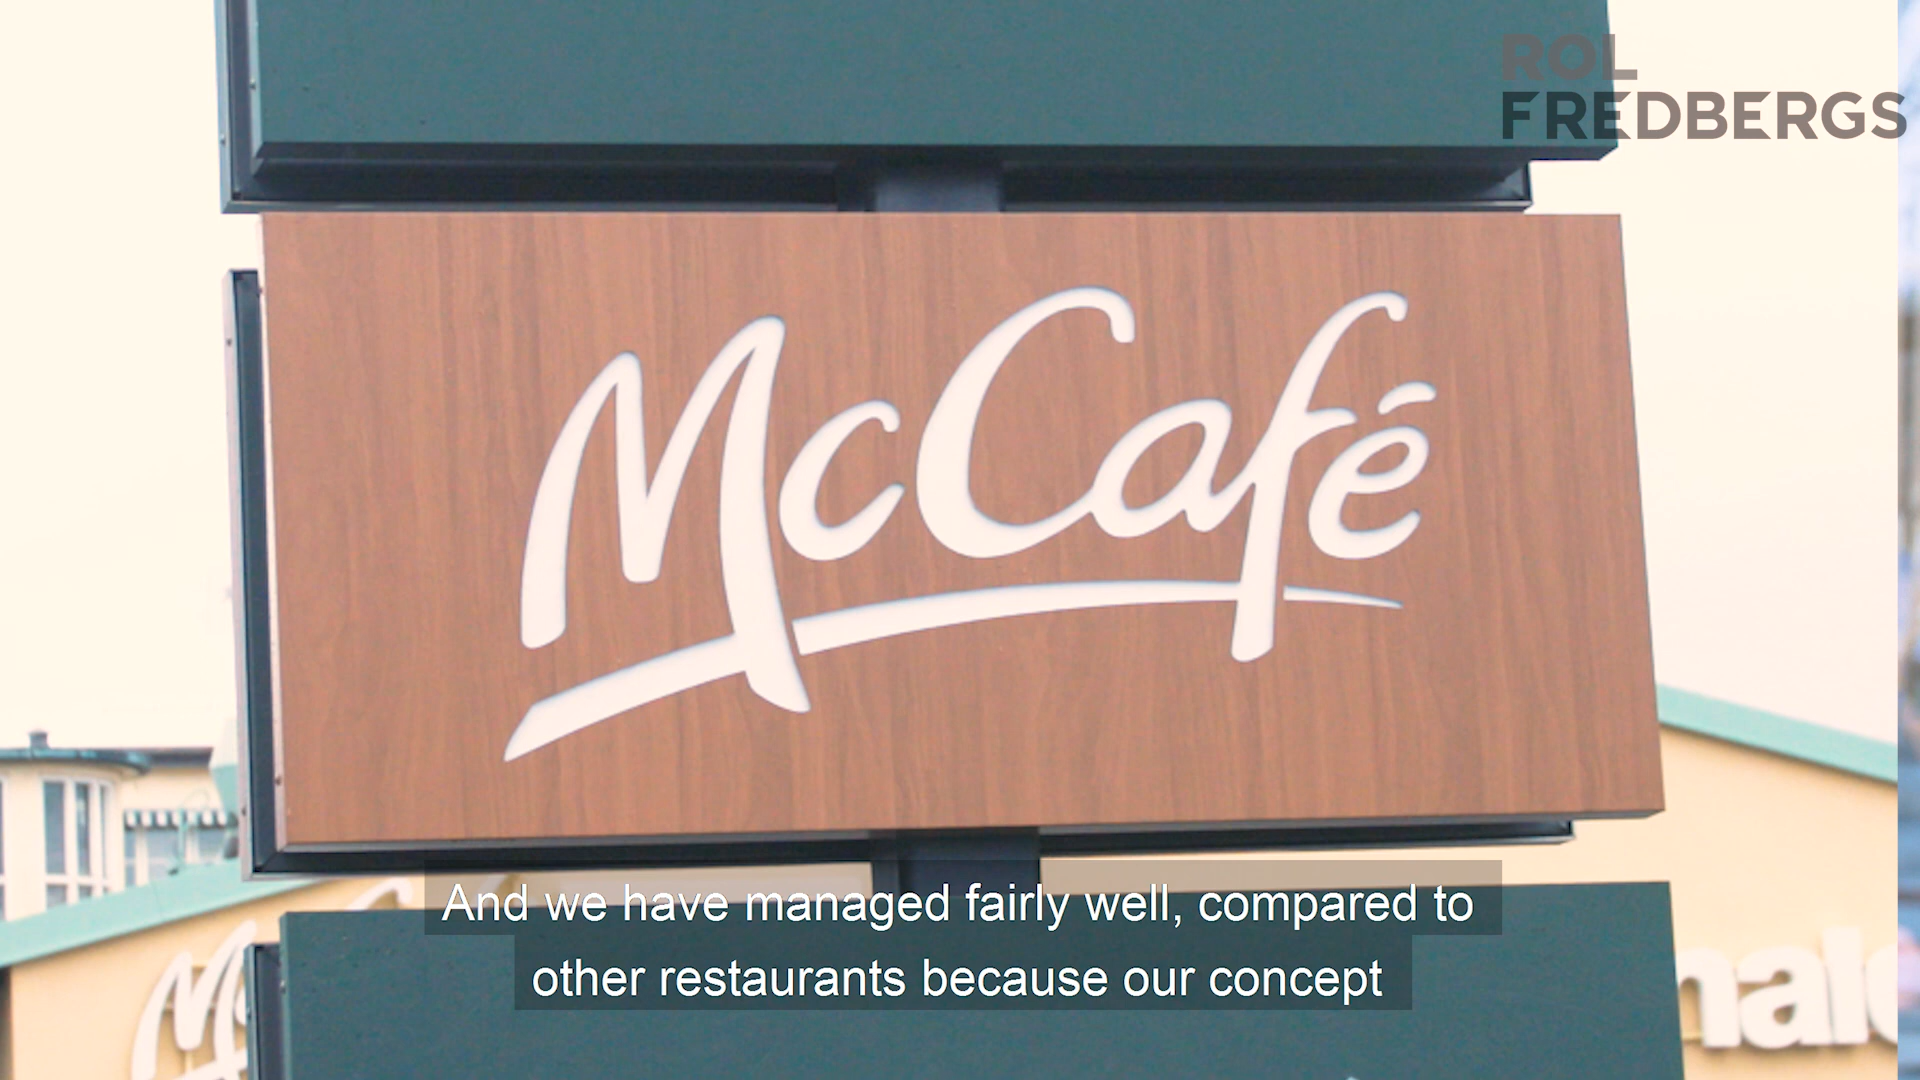 ROL
FREDBERGS
McCafé
And we have managed fairly well, compared to
other restaurants because our concept